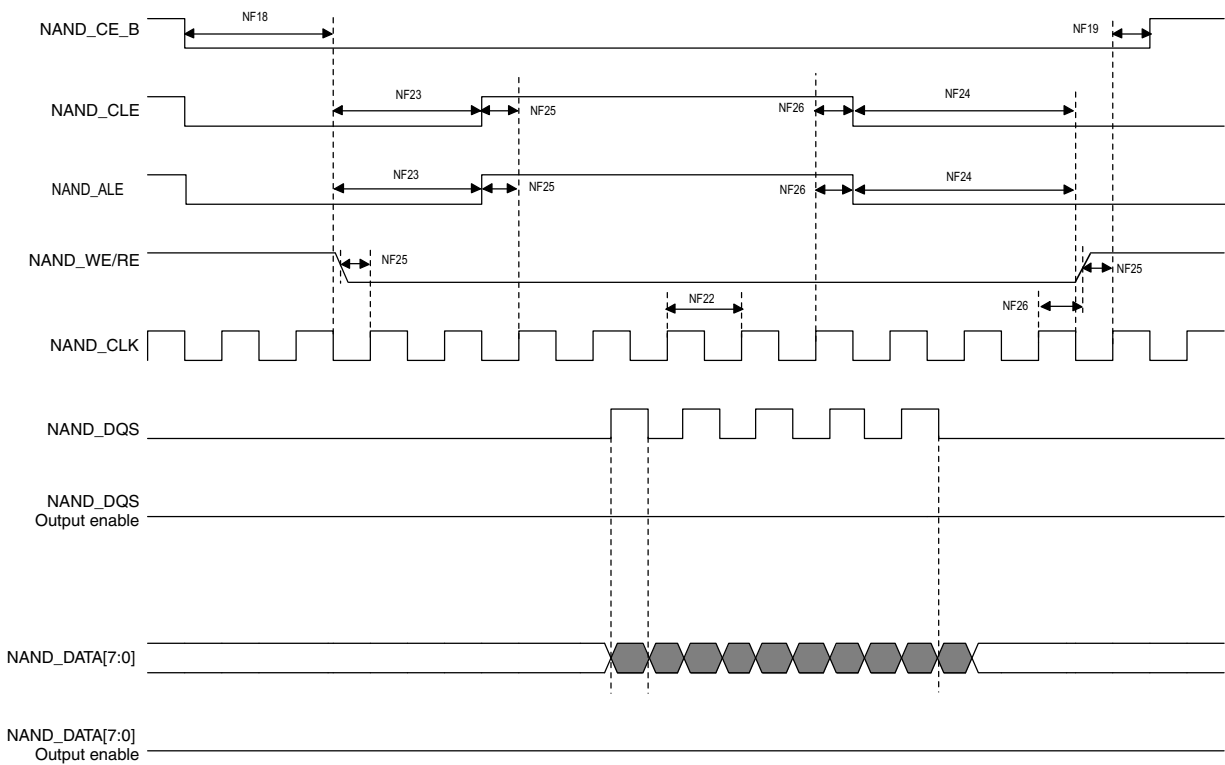 NF18
NAND_CE_B
NF19
NF23
NF25
NF26
NF24
NAND_CLE
NF23
NF25
NF26
NF24
NAND_ALE
NAND_WE/RE
NF25
NF25
NF22
NF26
NAND_CLK
NAND_DQS
NAND_DQS
Output enable
NAND_DATA[7:0]
NAND_DATA[7:0]
Output enable